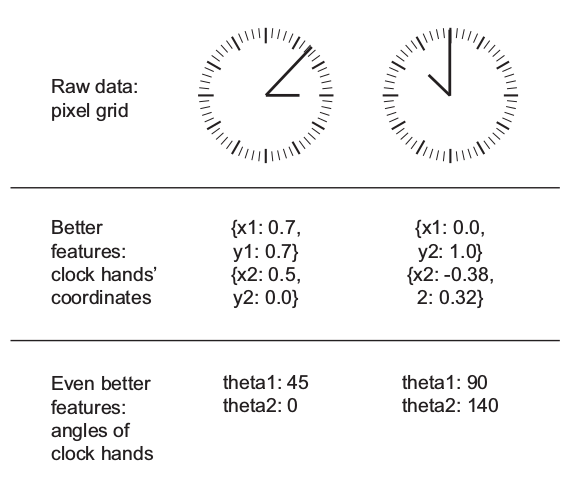 Raw data:
pixel grid
Better
features:
clock hands’
coordinates
{x1: 0.7,
y1: 0.7}
{x2: 0.5,
y2: 0.0}
{x1: 0.0,
y2: 1.0}
{x2: -0.38,
2: 0.32}
Even better
features:
angles of
clock hands
theta1: 45
theta2: 0
theta1: 90
theta2: 140